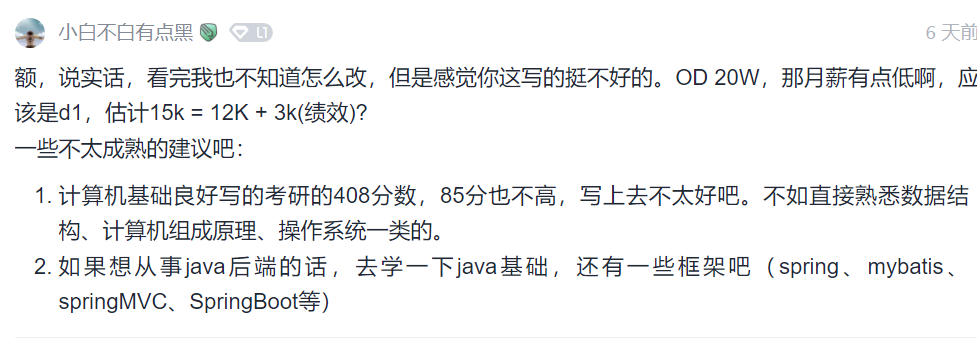 小白不白有点黑 L1 6 天前
额，说实话，看完我也不知道怎么改，但是感觉你这写的挺不好的。OD 20W，那月薪有点低啊，应
该是d1，估计15k = 12K + 3k(绩效)?
一些不太成熟的建议吧：
1. 计算机基础良好写的考研的408分数，85分也不高，写上去不太好吧。不如直接熟悉数据结
构、计算机组成原理、操作系统一类的。
2. 如果想从事java后端的话，去学一下java基础，还有一些框架吧（spring、mybatis、
springMVC、SpringBoot等）